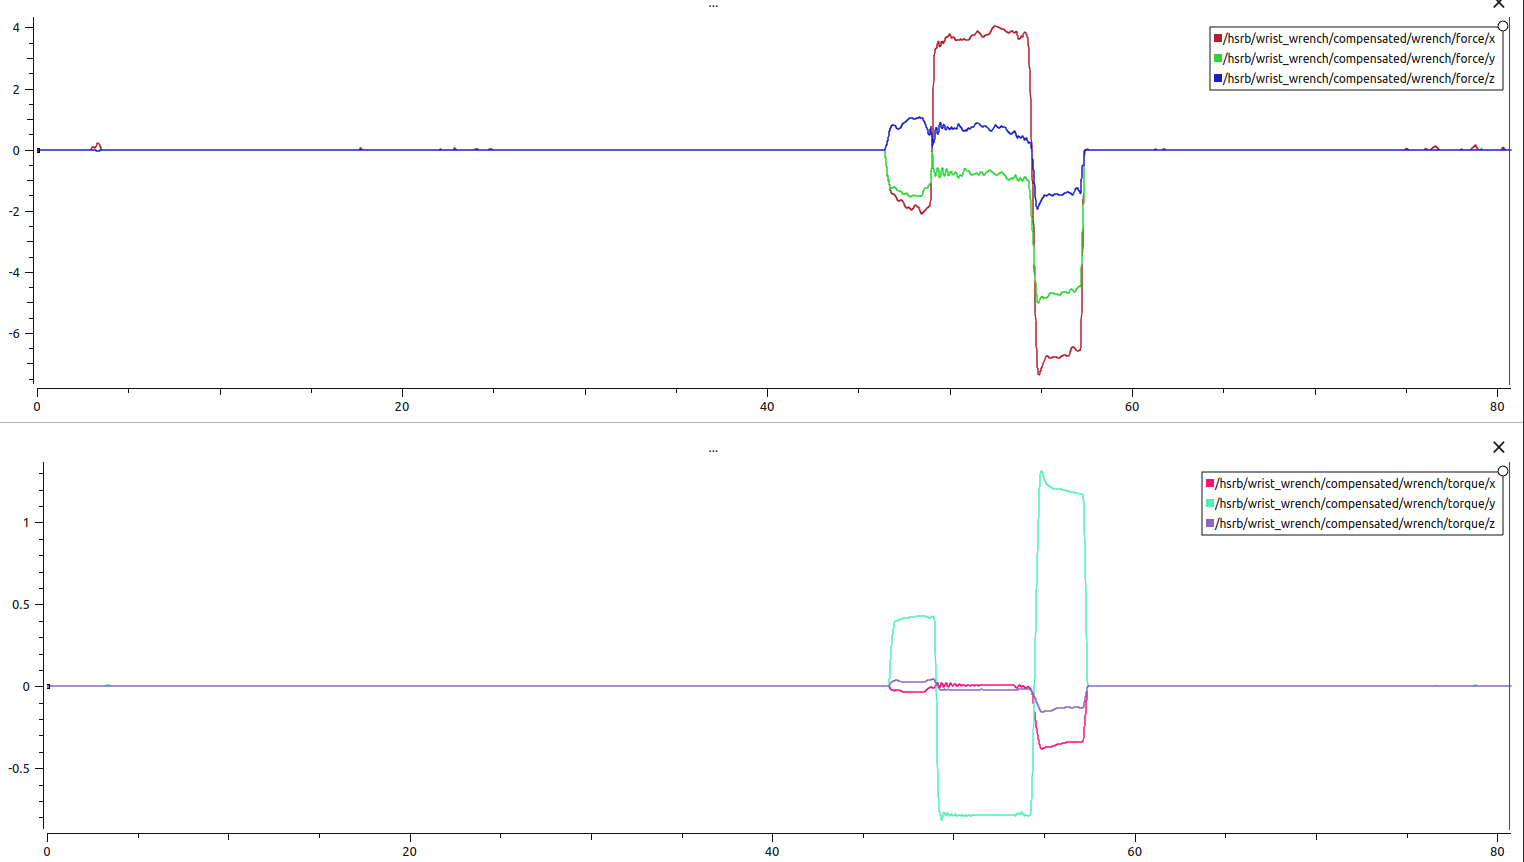 ...
4
2
0
-2
-4
-6
0 20 40 60 80
/hsrb/wrist_wrench/compensated/wrench/force/x
/hsrb/wrist_wrench/compensated/wrench/force/y
/hsrb/wrist_wrench/compensated/wrench/force/z
...
1
0.5
0
-0.5
0 20 40 60 80
/hsrb/wrist_wrench/compensated/wrench/torque/x
/hsrb/wrist_wrench/compensated/wrench/torque/y
/hsrb/wrist_wrench/compensated/wrench/torque/z